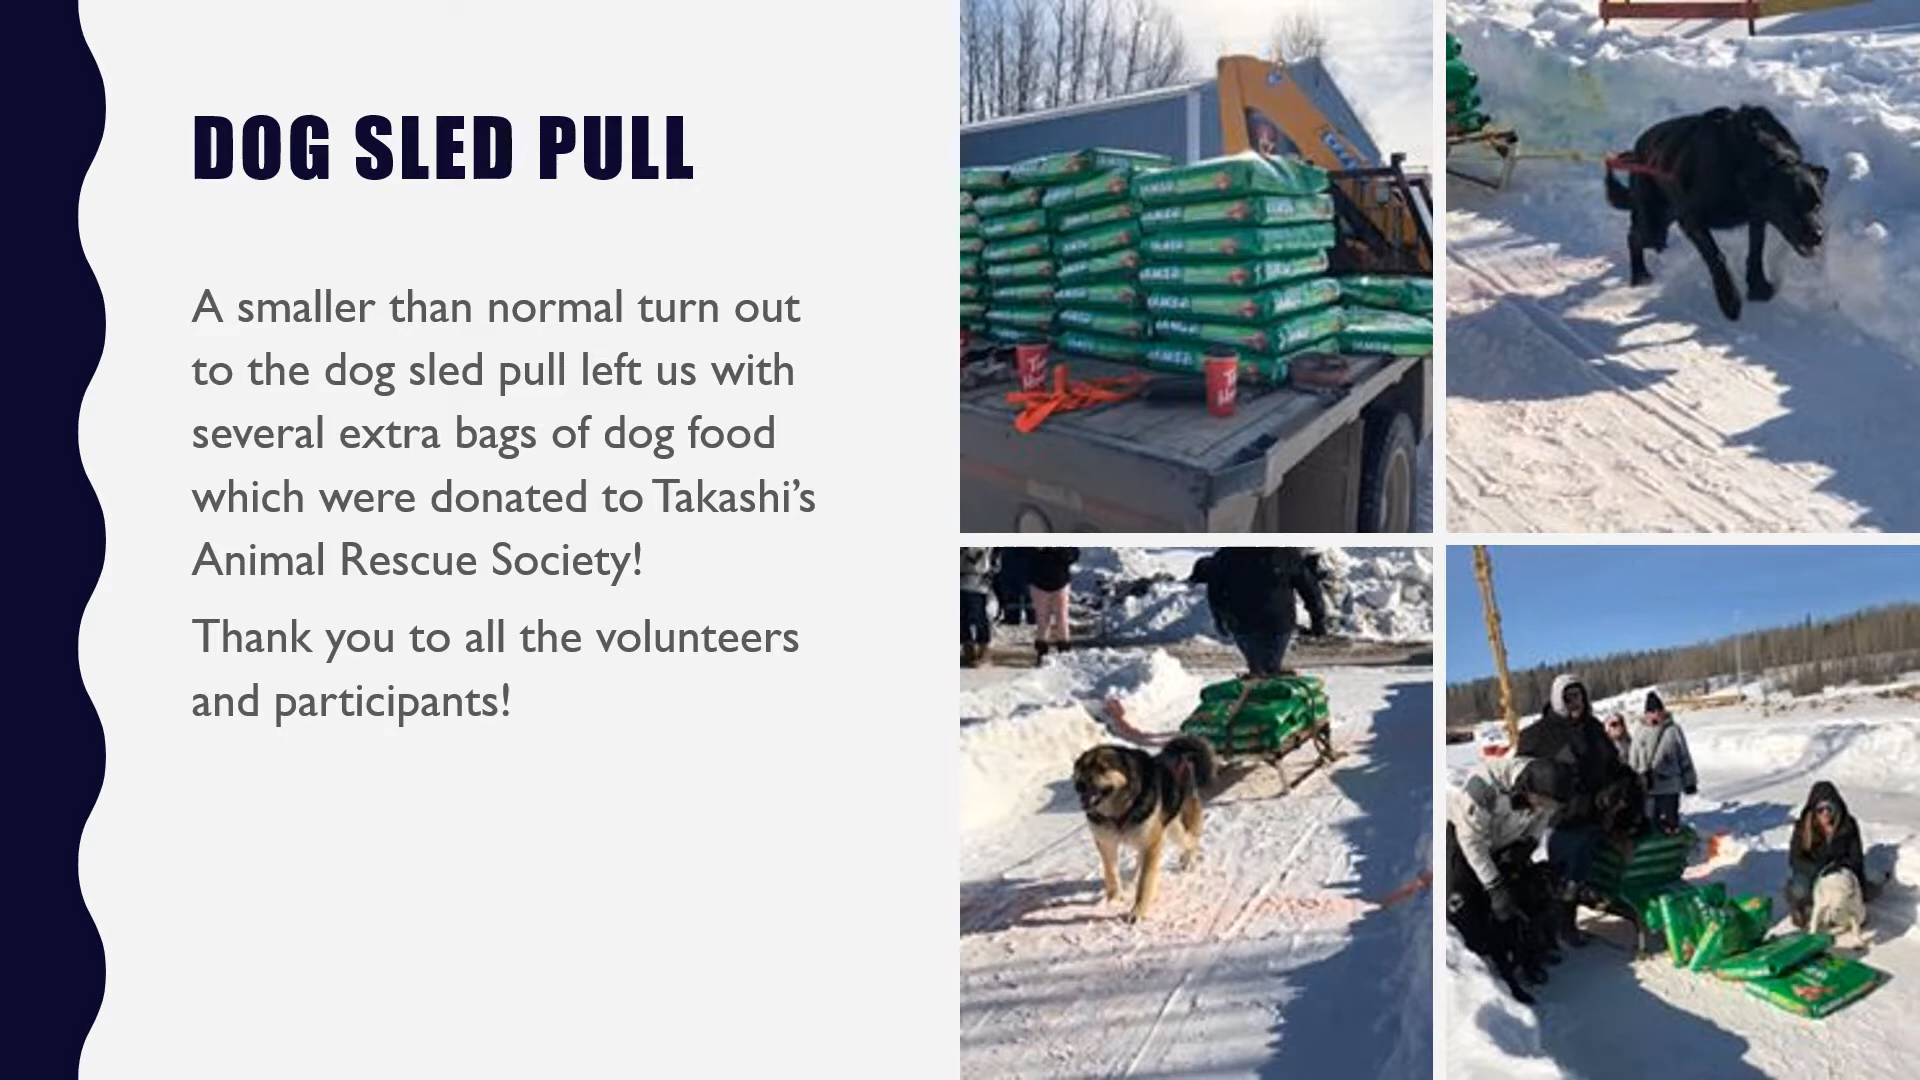 DOG SLED PULL
A smaller than normal turn out
to the dog sled pull left us with
several extra bags of dog food
which were donated to Takashi’s
Animal Rescue Society!
Thank you to all the volunteers
and participants!